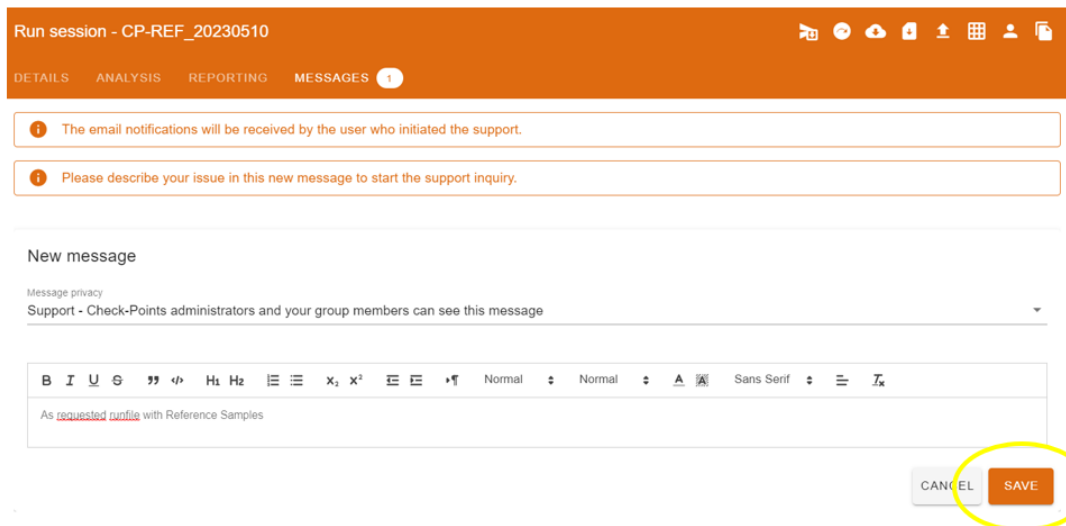 Run session - CP-REF_20230510
DETAILS ANALYSIS REPORTING MESSAGES 1
The email notifications will be received by the user who initiated the support.
Please describe your issue in this new message to start the support inquiry.
New message
Message privacy
Support - Check-Points administrators and your group members can see this message
B I U S ” </> H1 H2 X2 X² Normal Normal A A Sans Serif Tx
As requested runfile with Reference Samples
CANCEL SAVE